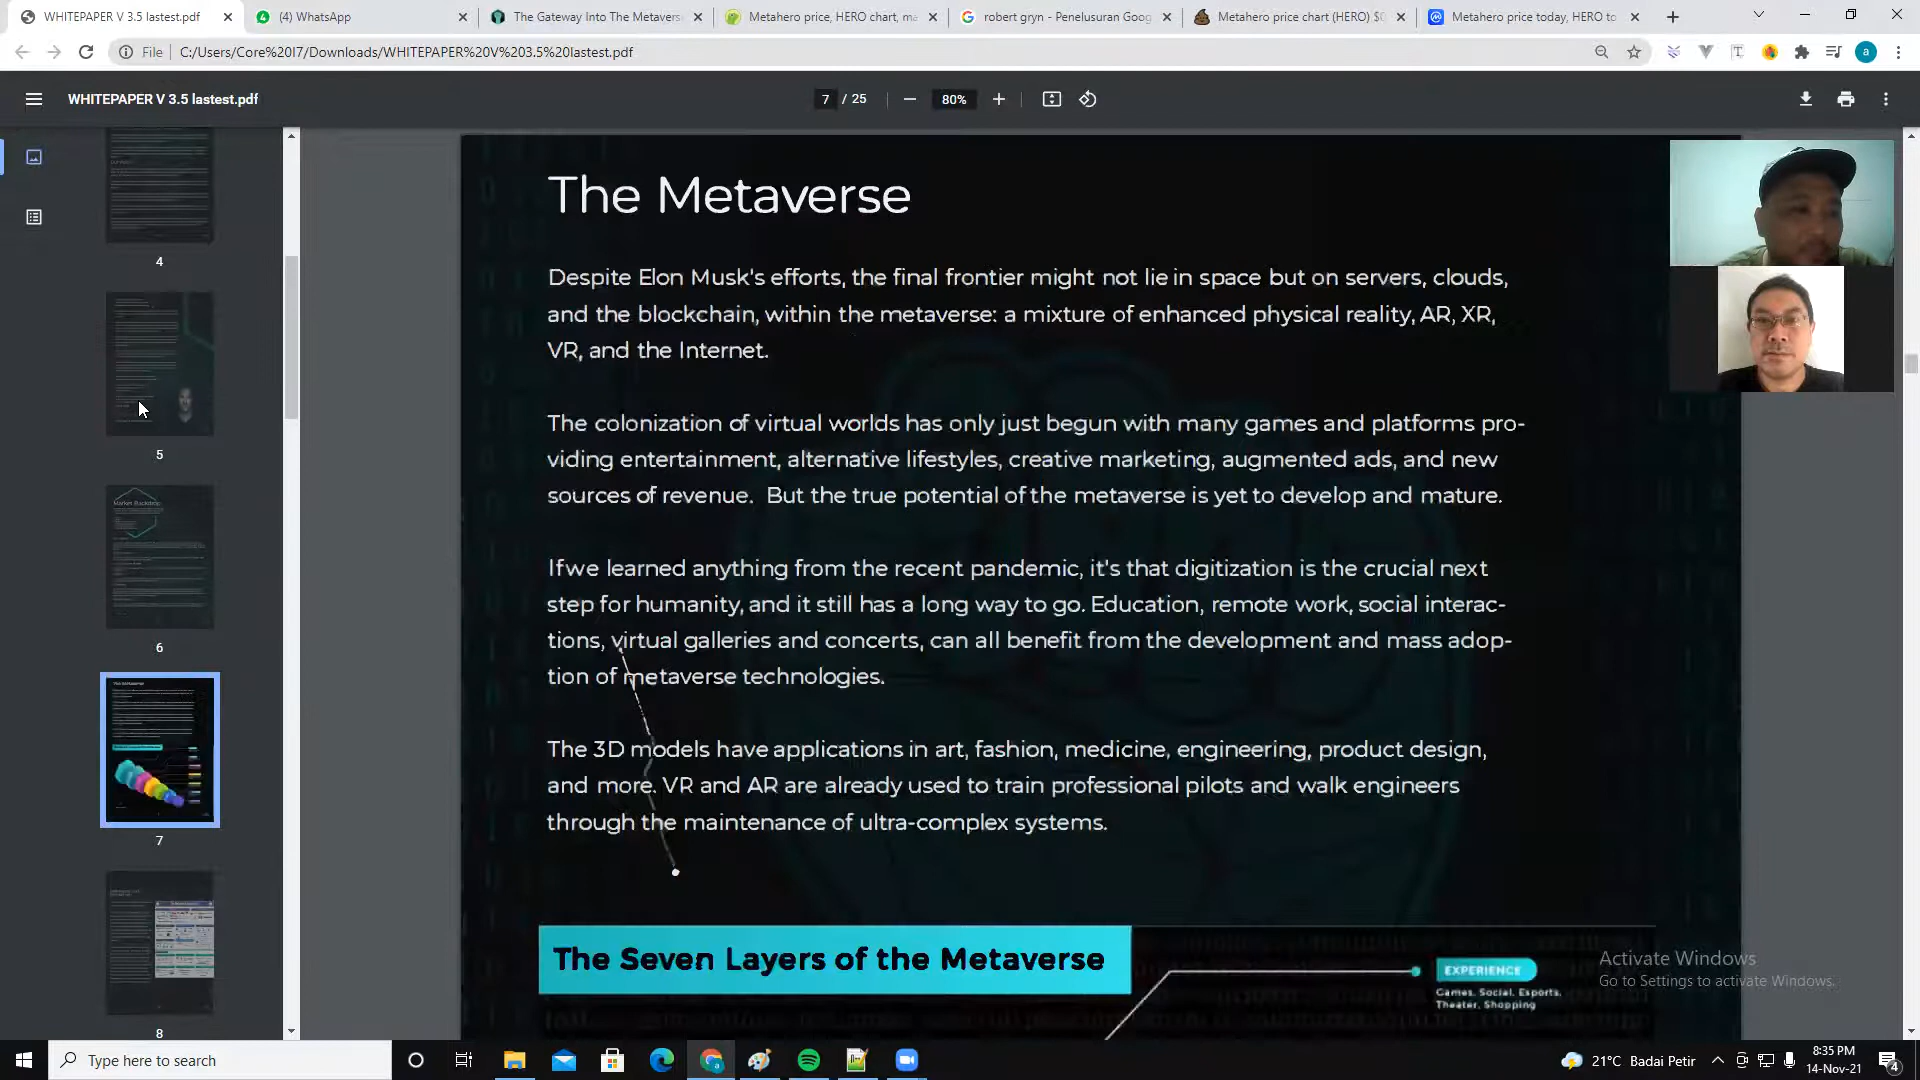 WHITEPAPER V 3.5 lastest.pdf
(4) WhatsApp
The Gateway Into The Metavers
Metahero price, HERO chart, ma
robert gryn - Penelusuran Goog
Metahero price chart (HERO) $0
Metahero price today, HERO to
File
C:/Users/Core%20I7/Downloads/WHITEPAPER%20V%203.5%20lastest.pdf
a
WHITEPAPER V 3.5 lastest.pdf
7 / 25
80%
4
5
6
7
8
The Metaverse
Despite Elon Musk's efforts, the final frontier might not lie in space but on servers, clouds,
and the blockchain, within the metaverse: a mixture of enhanced physical reality, AR, XR,
VR, and the Internet.
The colonization of virtual worlds has only just begun with many games and platforms pro-
viding entertainment, alternative lifestyles, creative marketing, augmented ads, and new
sources of revenue. But the true potential of the metaverse is yet to develop and mature.
If we learned anything from the recent pandemic, it's that digitization is the crucial next
step for humanity, and it still has a long way to go. Education, remote work, social interac-
tions, virtual galleries and concerts, can all benefit from the development and mass adop-
tion of metaverse technologies.
The 3D models have applications in art, fashion, medicine, engineering, product design,
and more. VR and AR are already used to train professional pilots and walk engineers
through the maintenance of ultra-complex systems.
The Seven Layers of the Metaverse
EXPERIENCE
Games, Social, Esports,
Theater, Shopping
Activate Windows
Go to Settings to activate Windows.
Type here to search
21°C Badai Petir
8:35 PM
14-Nov-21
4